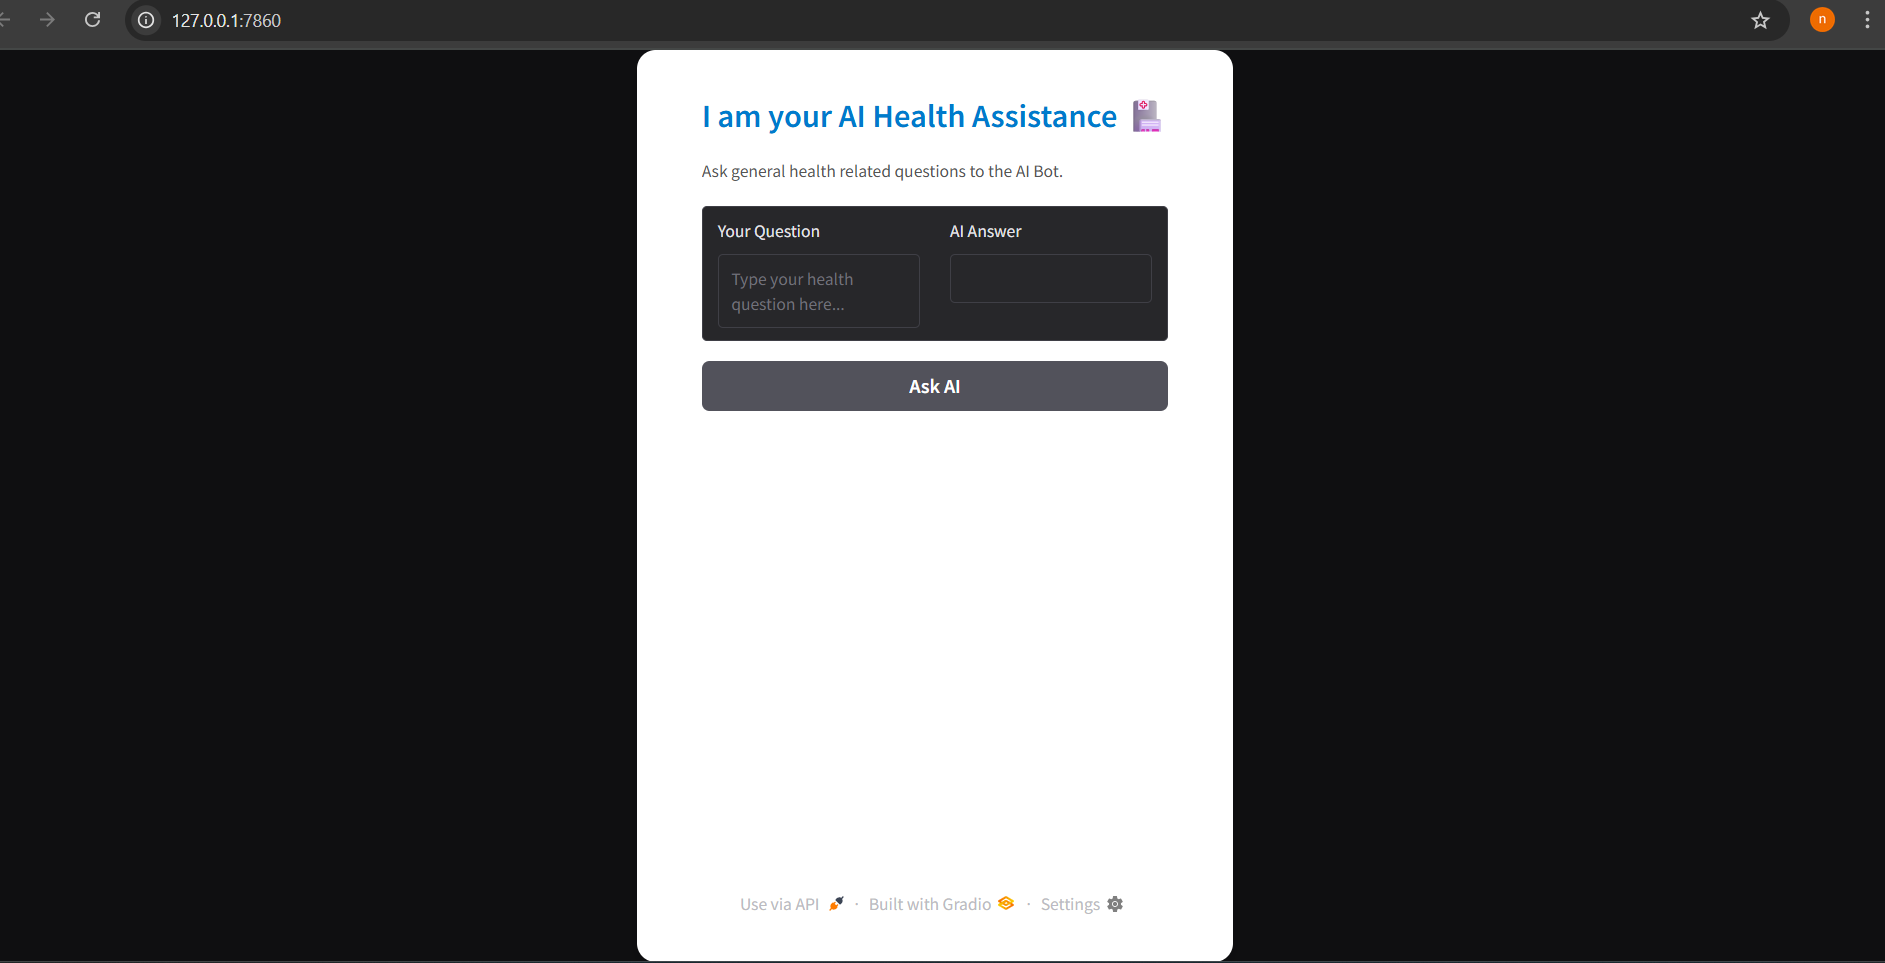 127.0.0.1:7860
n
I am your AI Health Assistance
Ask general health related questions to the AI Bot.
Your Question
AI Answer
Type your health
question here...
Ask AI
Use via API · Built with Gradio · Settings